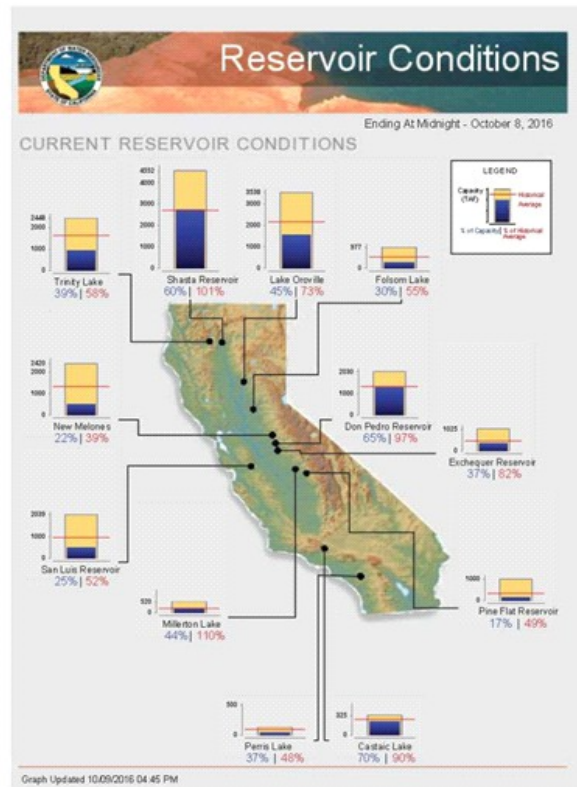 Reservoir Conditions
Ending At Midnight - October 8, 2016
CURRENT RESERVOIR CONDITIONS
LEGEND
Capacity
(TAF)
Historical
Average
% of Capacity | % of Historical
Average
2448
2000
1000
0
Trinity Lake
39% | 58%
4552
4000
3000
2000
1000
0
Shasta Reservoir
60% | 101%
3538
3000
2000
1000
0
Lake Oroville
45% | 73%
977
0
Folsom Lake
30% | 55%
2420
2000
1000
0
New Melones
22% | 39%
2030
1000
0
Don Pedro Reservoir
65% | 97%
1025
0
Exchequer Reservoir
37% | 82%
2039
1000
0
San Luis Reservoir
25% | 52%
520
0
Millerton Lake
44% | 110%
1000
0
Pine Flat Reservoir
17% | 49%
500
0
Perris Lake
37% | 48%
325
0
Castaic Lake
70% | 90%
Graph Updated 10/09/2016 04:45 PM